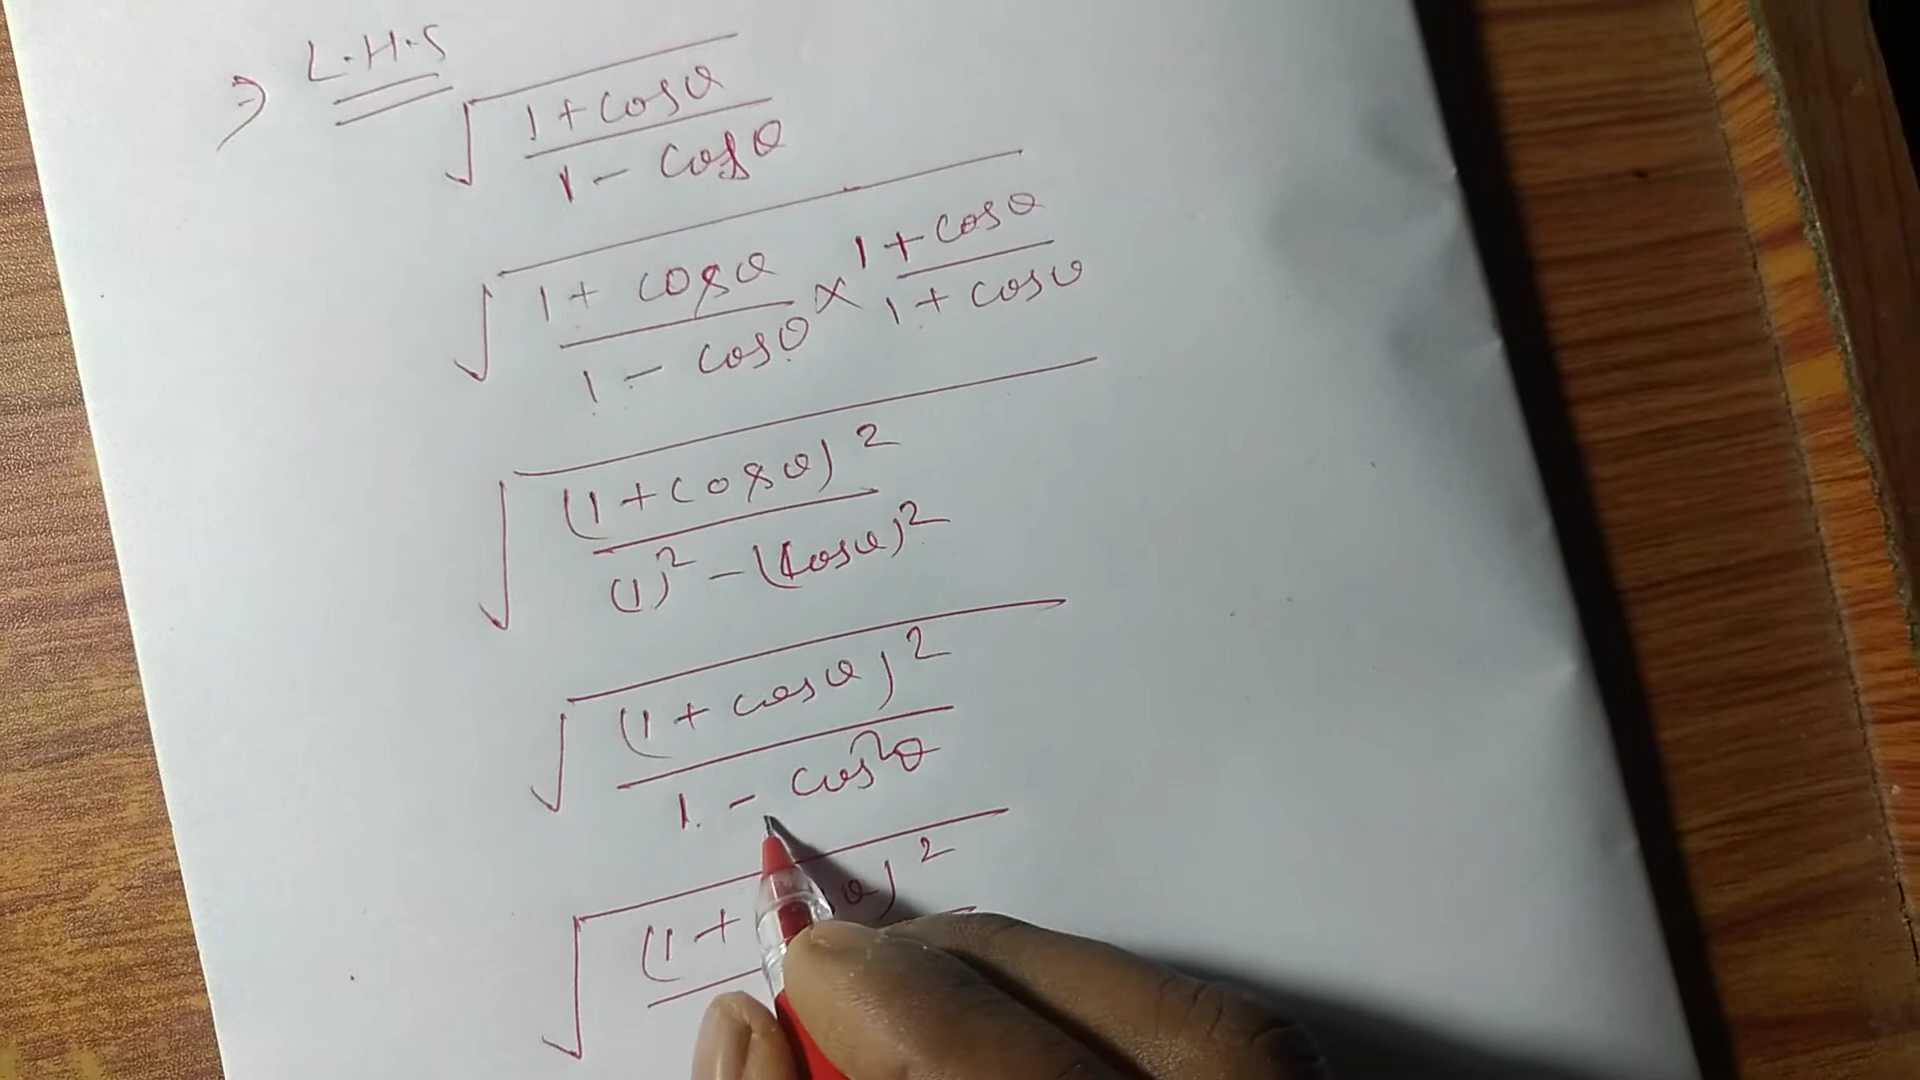 ⇒ L.H.S
√((1+cosθ)/(1-cosθ))
√((1+cosθ)/(1-cosθ) × (1+cosθ)/(1+cosθ))
√((1+cosθ)²/((1)²-(cosθ)²))
√((1+cosθ)²/(1-cos²θ))
√((1+ θ)²